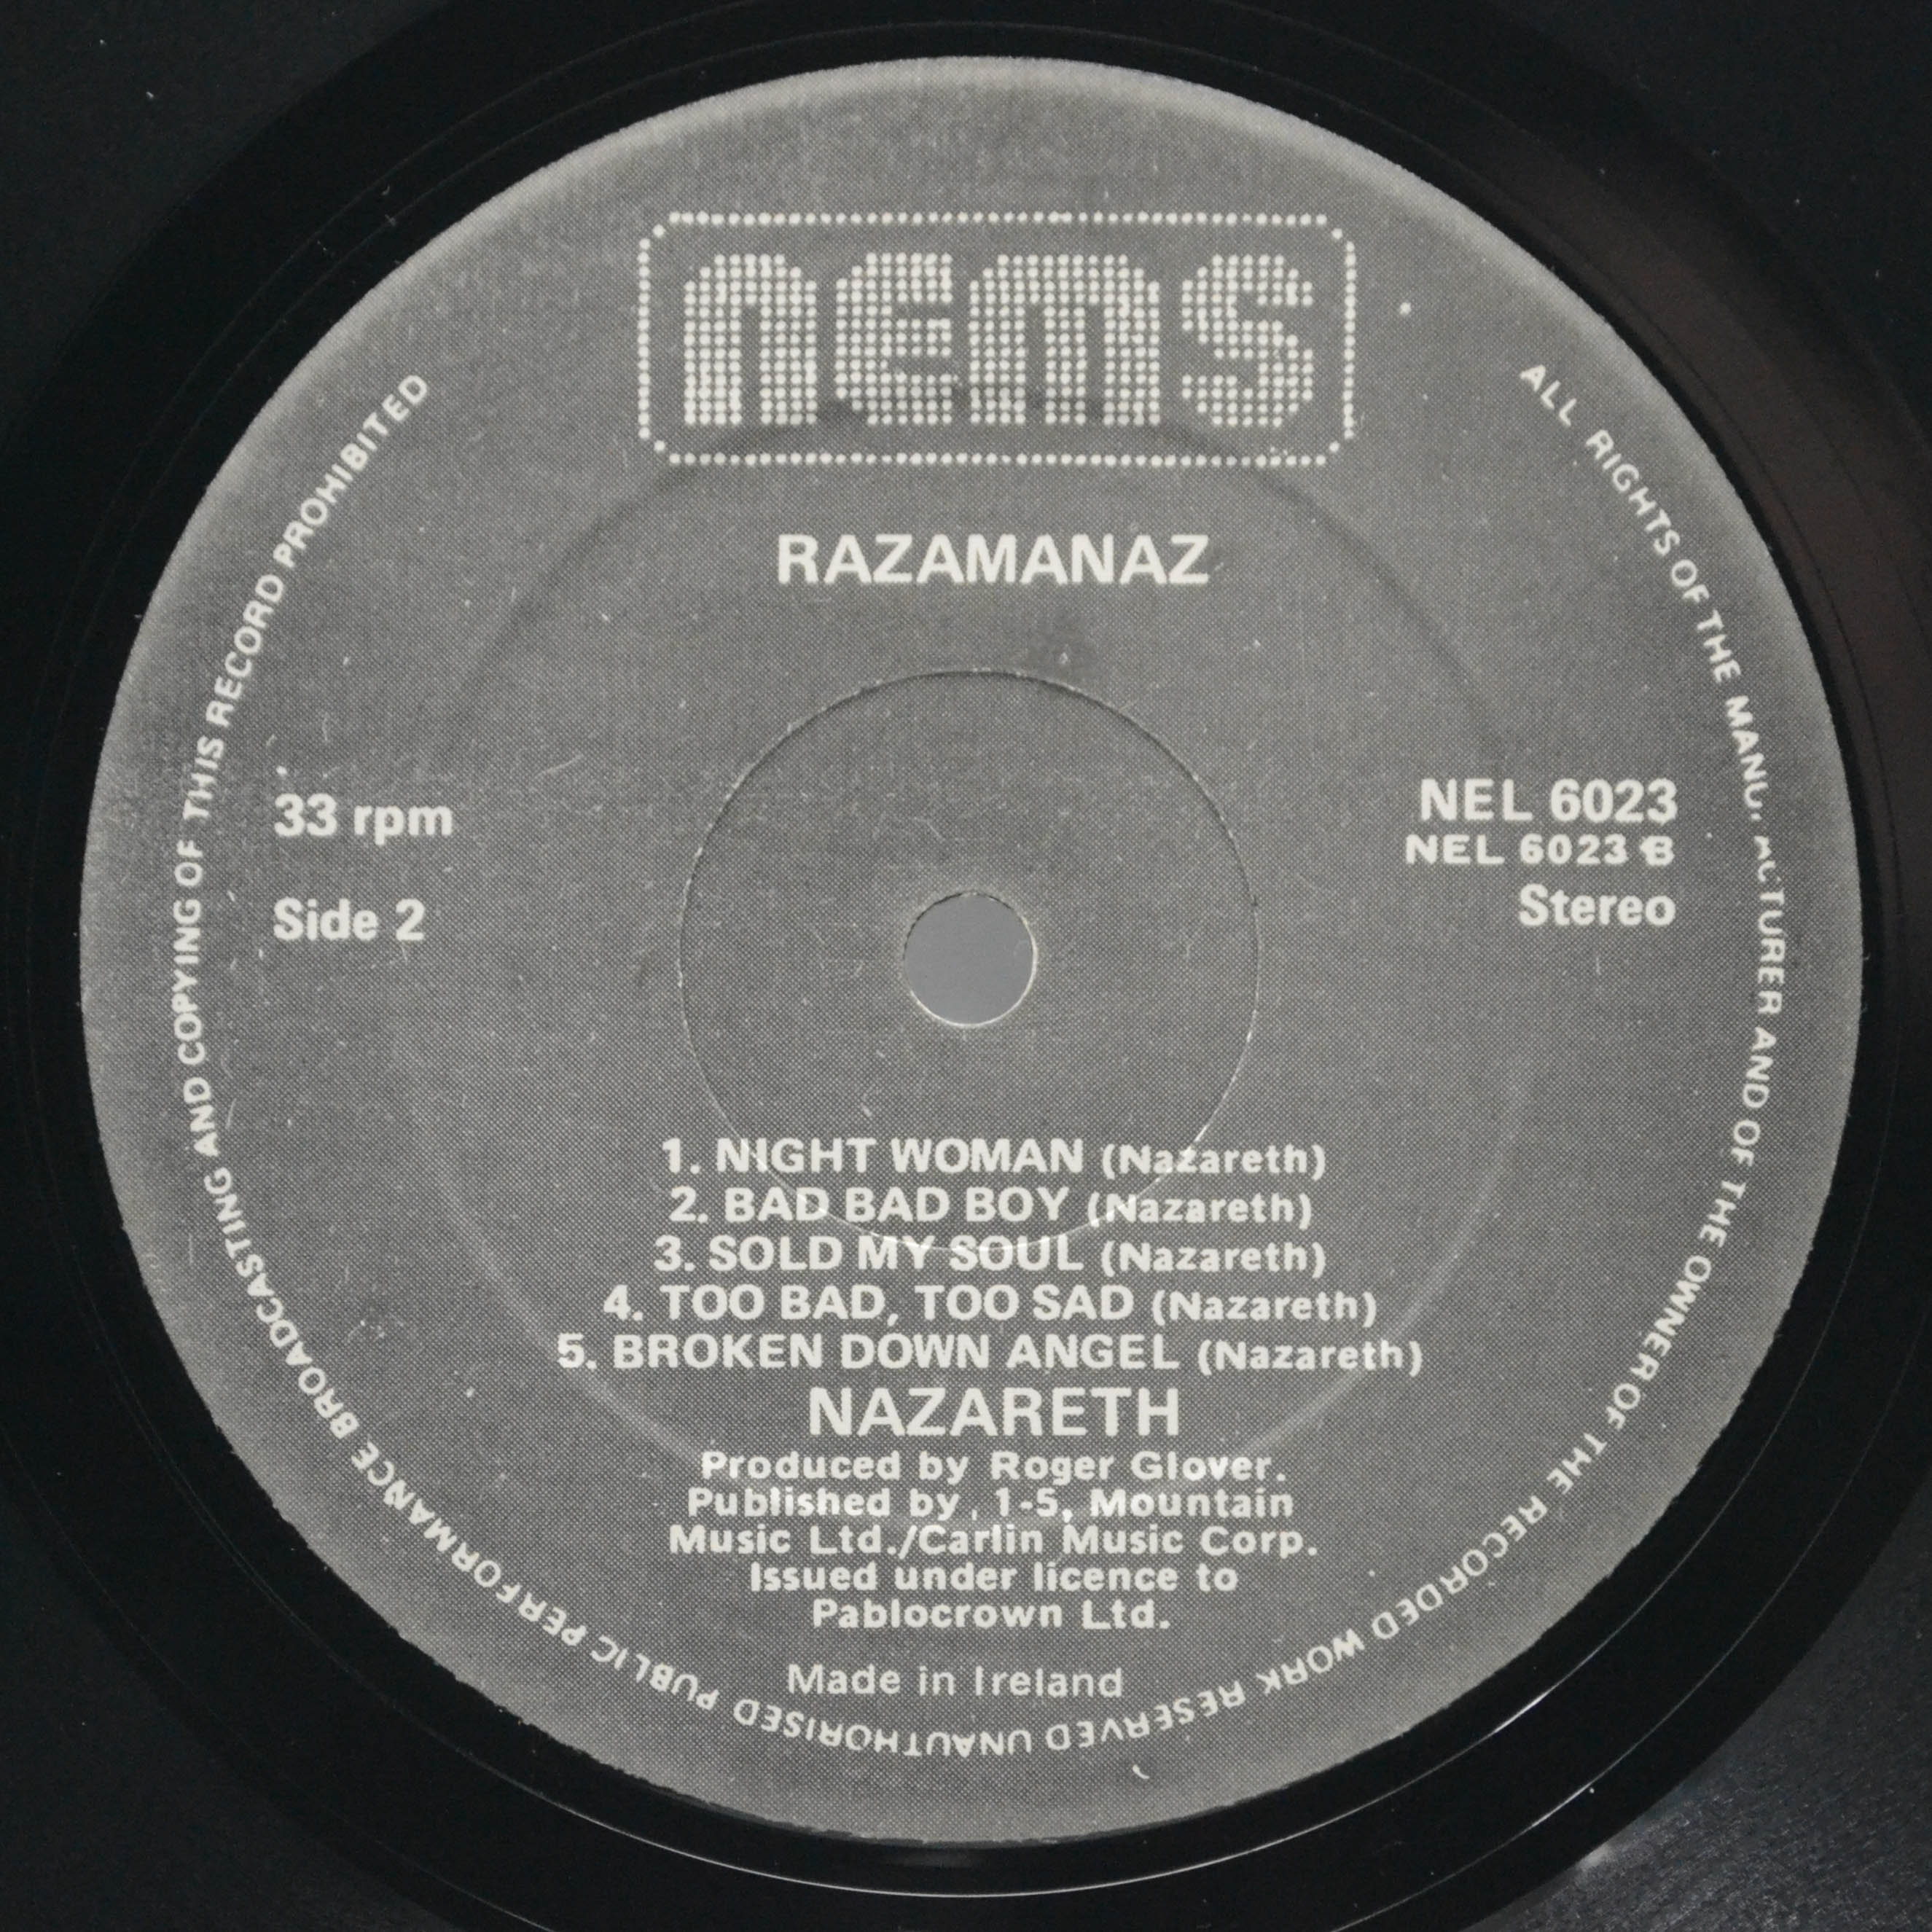 nems
RAZAMANAZ
33 rpm
Side 2
NEL 6023
NEL 6023 B
Stereo
1. NIGHT WOMAN (Nazareth)
2. BAD BAD BOY (Nazareth)
3. SOLD MY SOUL (Nazareth)
4. TOO BAD, TOO SAD (Nazareth)
5. BROKEN DOWN ANGEL (Nazareth)
NAZARETH
Produced by Roger Glover.
Published by , 1-5, Mountain
Music Ltd./Carlin Music Corp.
Issued under licence to
Pablocrown Ltd.
Made in Ireland
ALL RIGHTS OF THE MANUFACTURER AND OF THE OWNER OF THE RECORDED WORK RESERVED UNAUTHORISED PUBLIC PERFORMANCE BROADCASTING AND COPYING OF THIS RECORD PROHIBITED